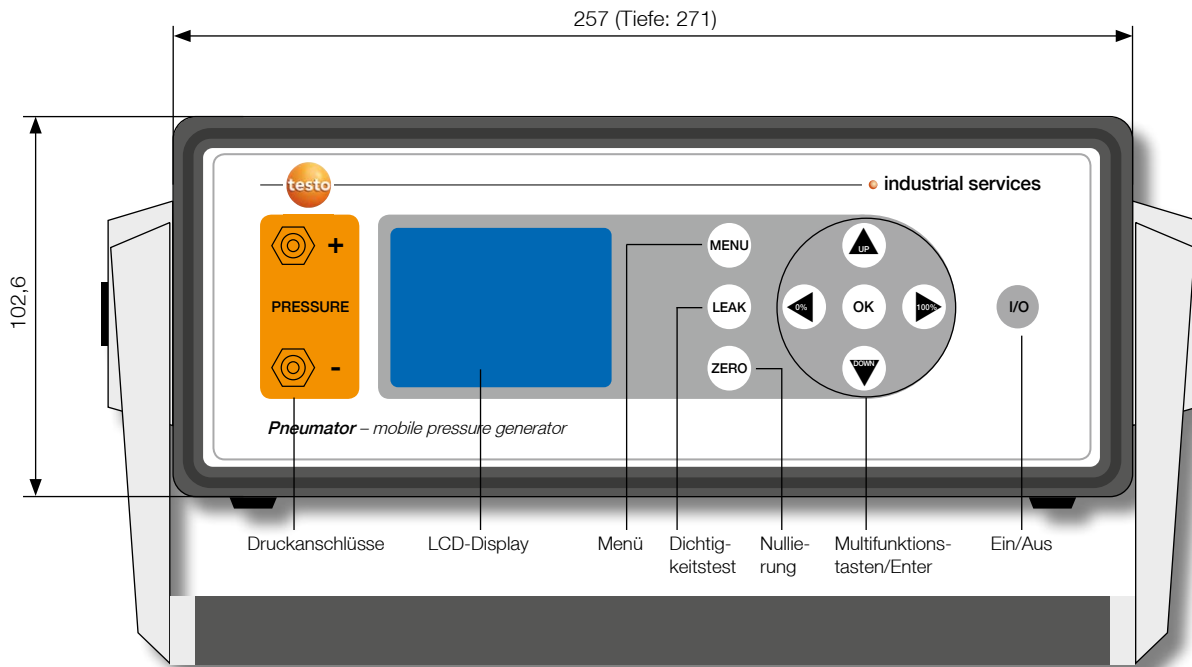 257 (Tiefe: 271)
102,6
testo
industrial services
+
PRESSURE
-
MENU
LEAK
ZERO
UP
0%
OK
100%
DOWN
I/O
Pneumator – mobile pressure generator
Druckanschlüsse
LCD-Display
Menü
Dichtig-
keitstest
Nullie-
rung
Multifunktions-
tasten/Enter
Ein/Aus